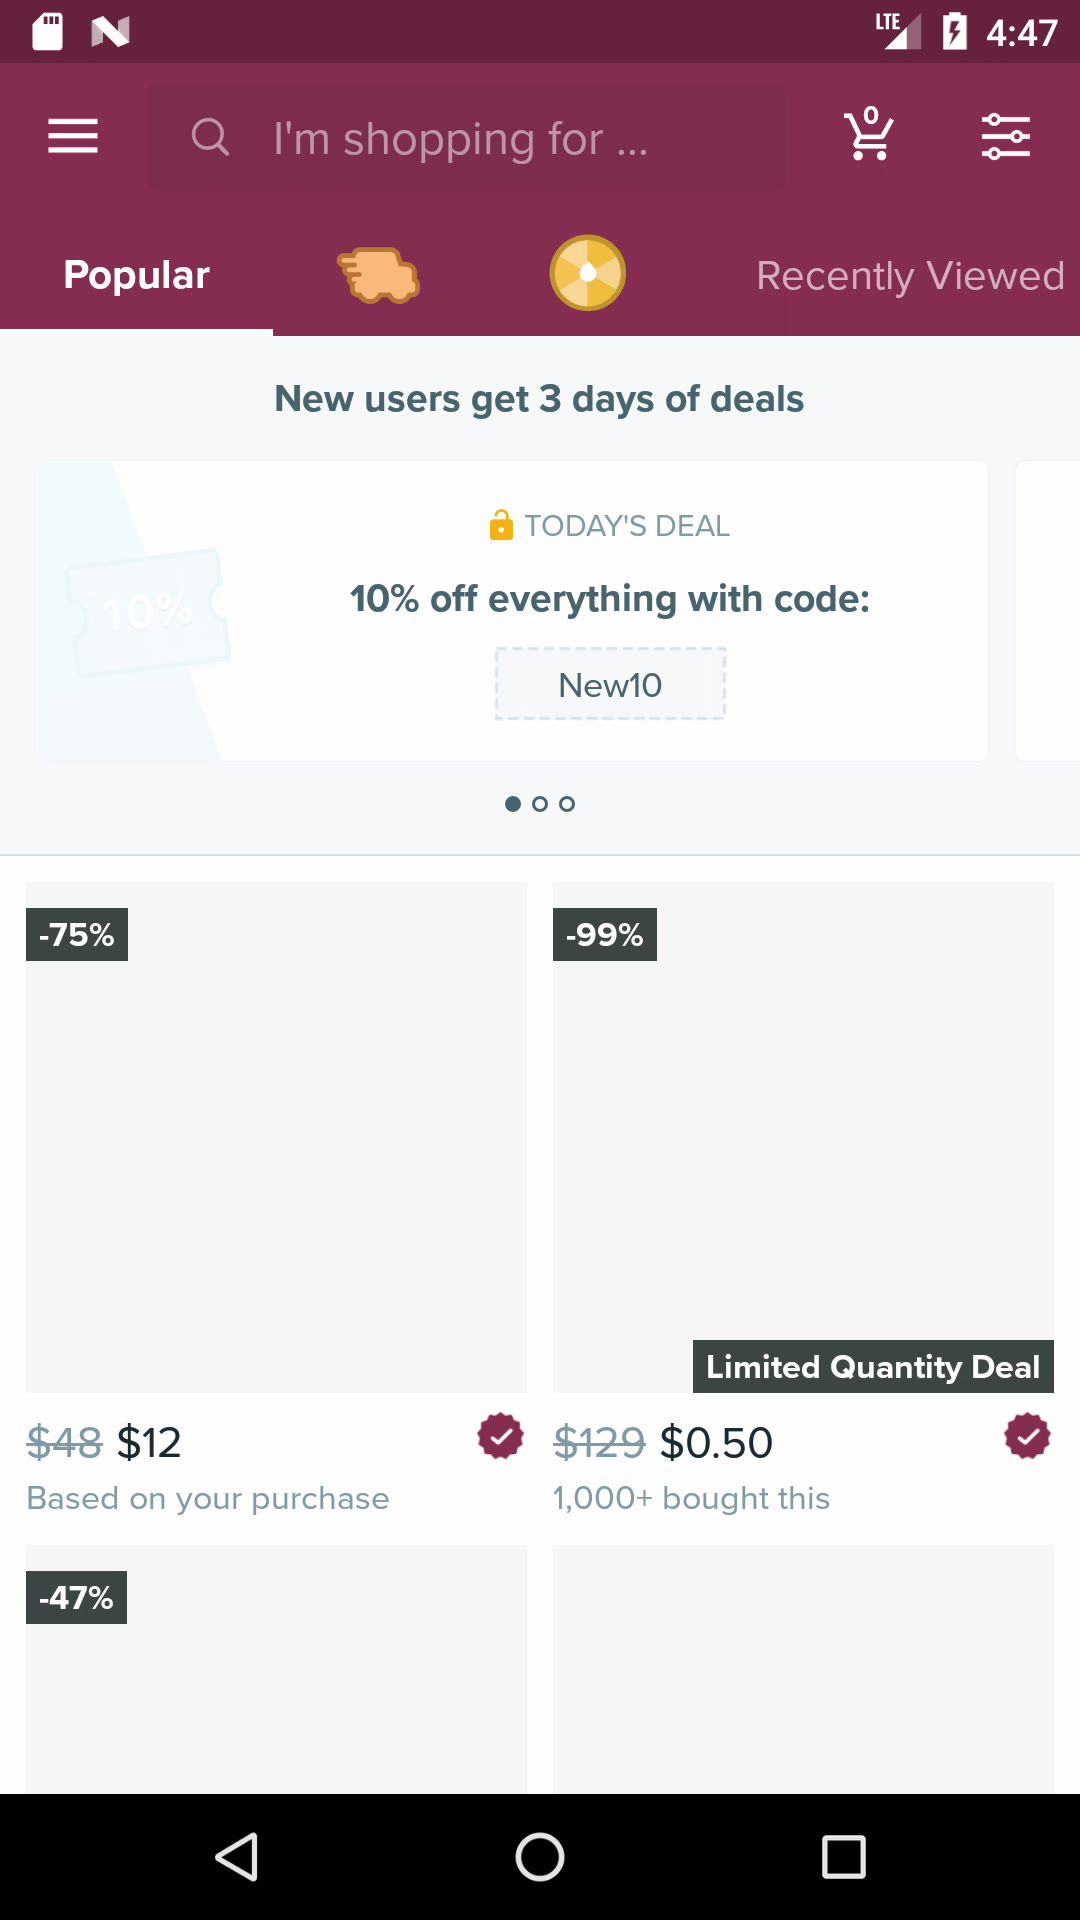 LTE 4:47
I'm shopping for ...
0
Popular
Recently Viewed
New users get 3 days of deals
TODAY'S DEAL
10%
10% off everything with code:
New10
-75%
-99%
Limited Quantity Deal
$48 $12
$129 $0.50
Based on your purchase
1,000+ bought this
-47%